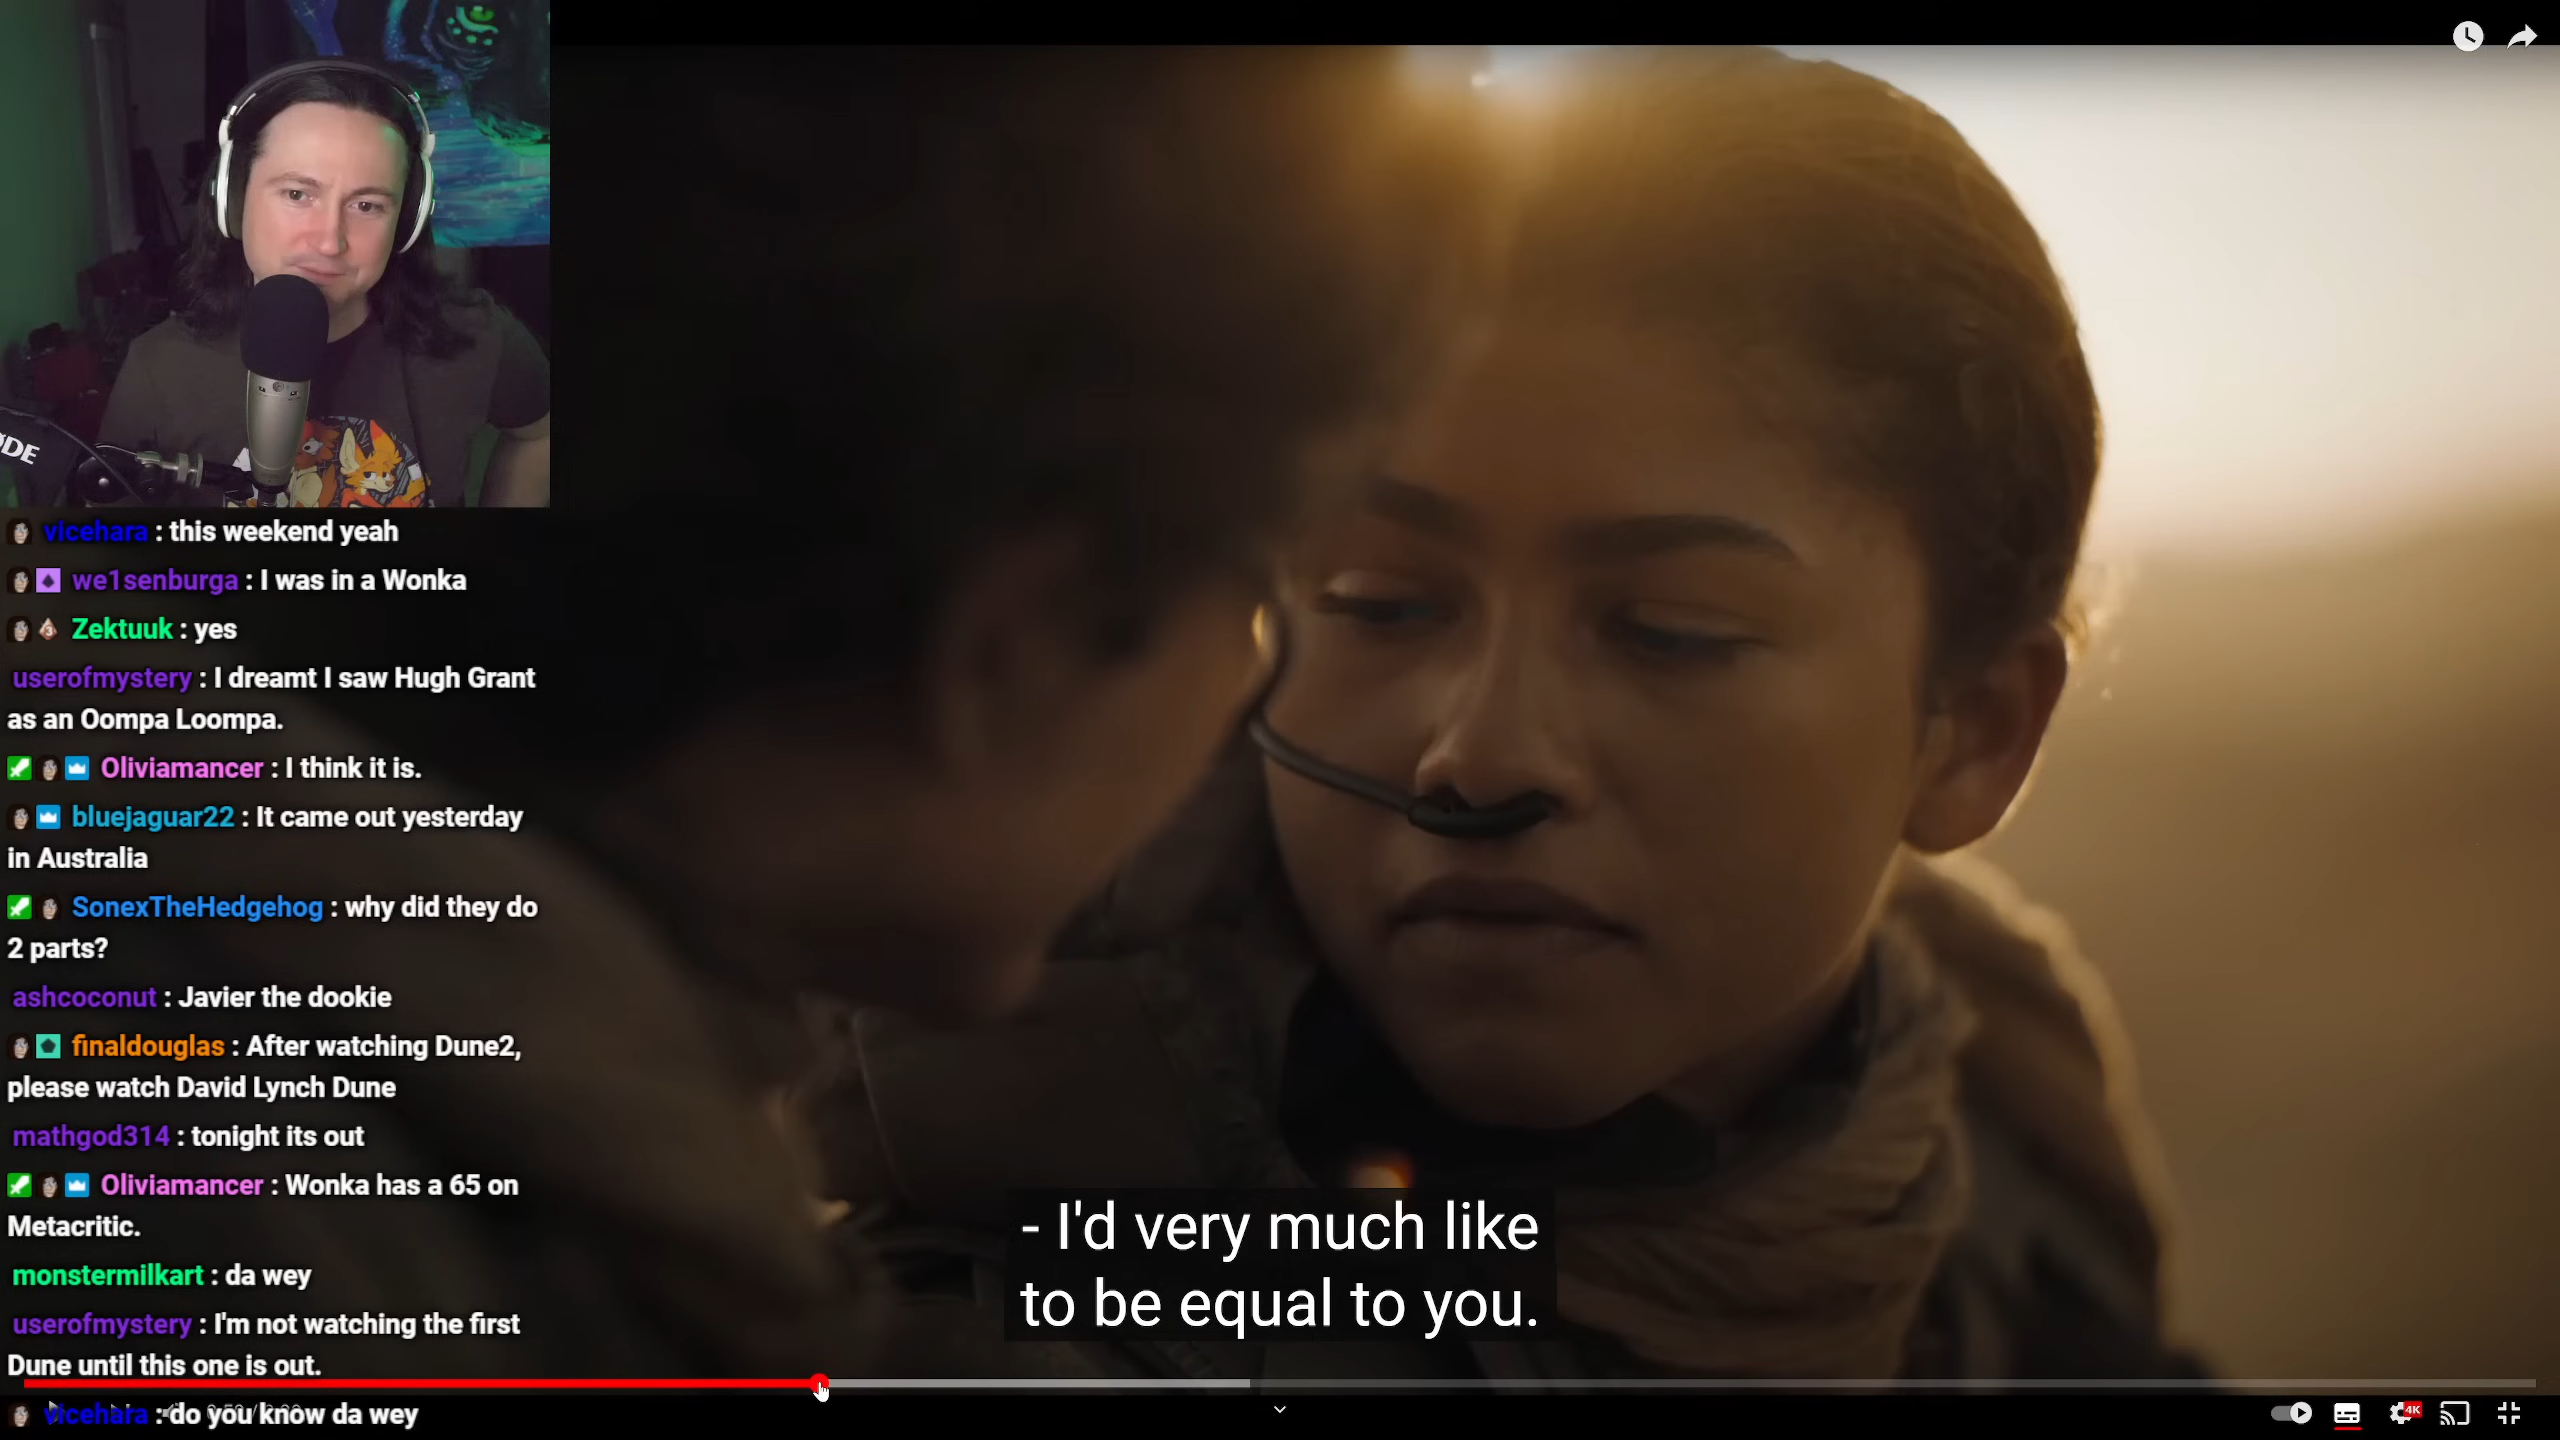 ØDE
vicehara : this weekend yeah
we1senburga : I was in a Wonka
Zektuuk : yes
userofmystery : I dreamt I saw Hugh Grant
as an Oompa Loompa.
Oliviamancer : I think it is.
bluejaguar22 : It came out yesterday
in Australia
SonexTheHedgehog : why did they do
2 parts?
ashcoconut : Javier the dookie
finaldouglas : After watching Dune2,
please watch David Lynch Dune
mathgod314 : tonight its out
Oliviamancer : Wonka has a 65 on
Metacritic.
monstermilkart : da wey
userofmystery : I'm not watching the first
Dune until this one is out.
vicehara : do you know da wey
- I'd very much like
to be equal to you.
4K